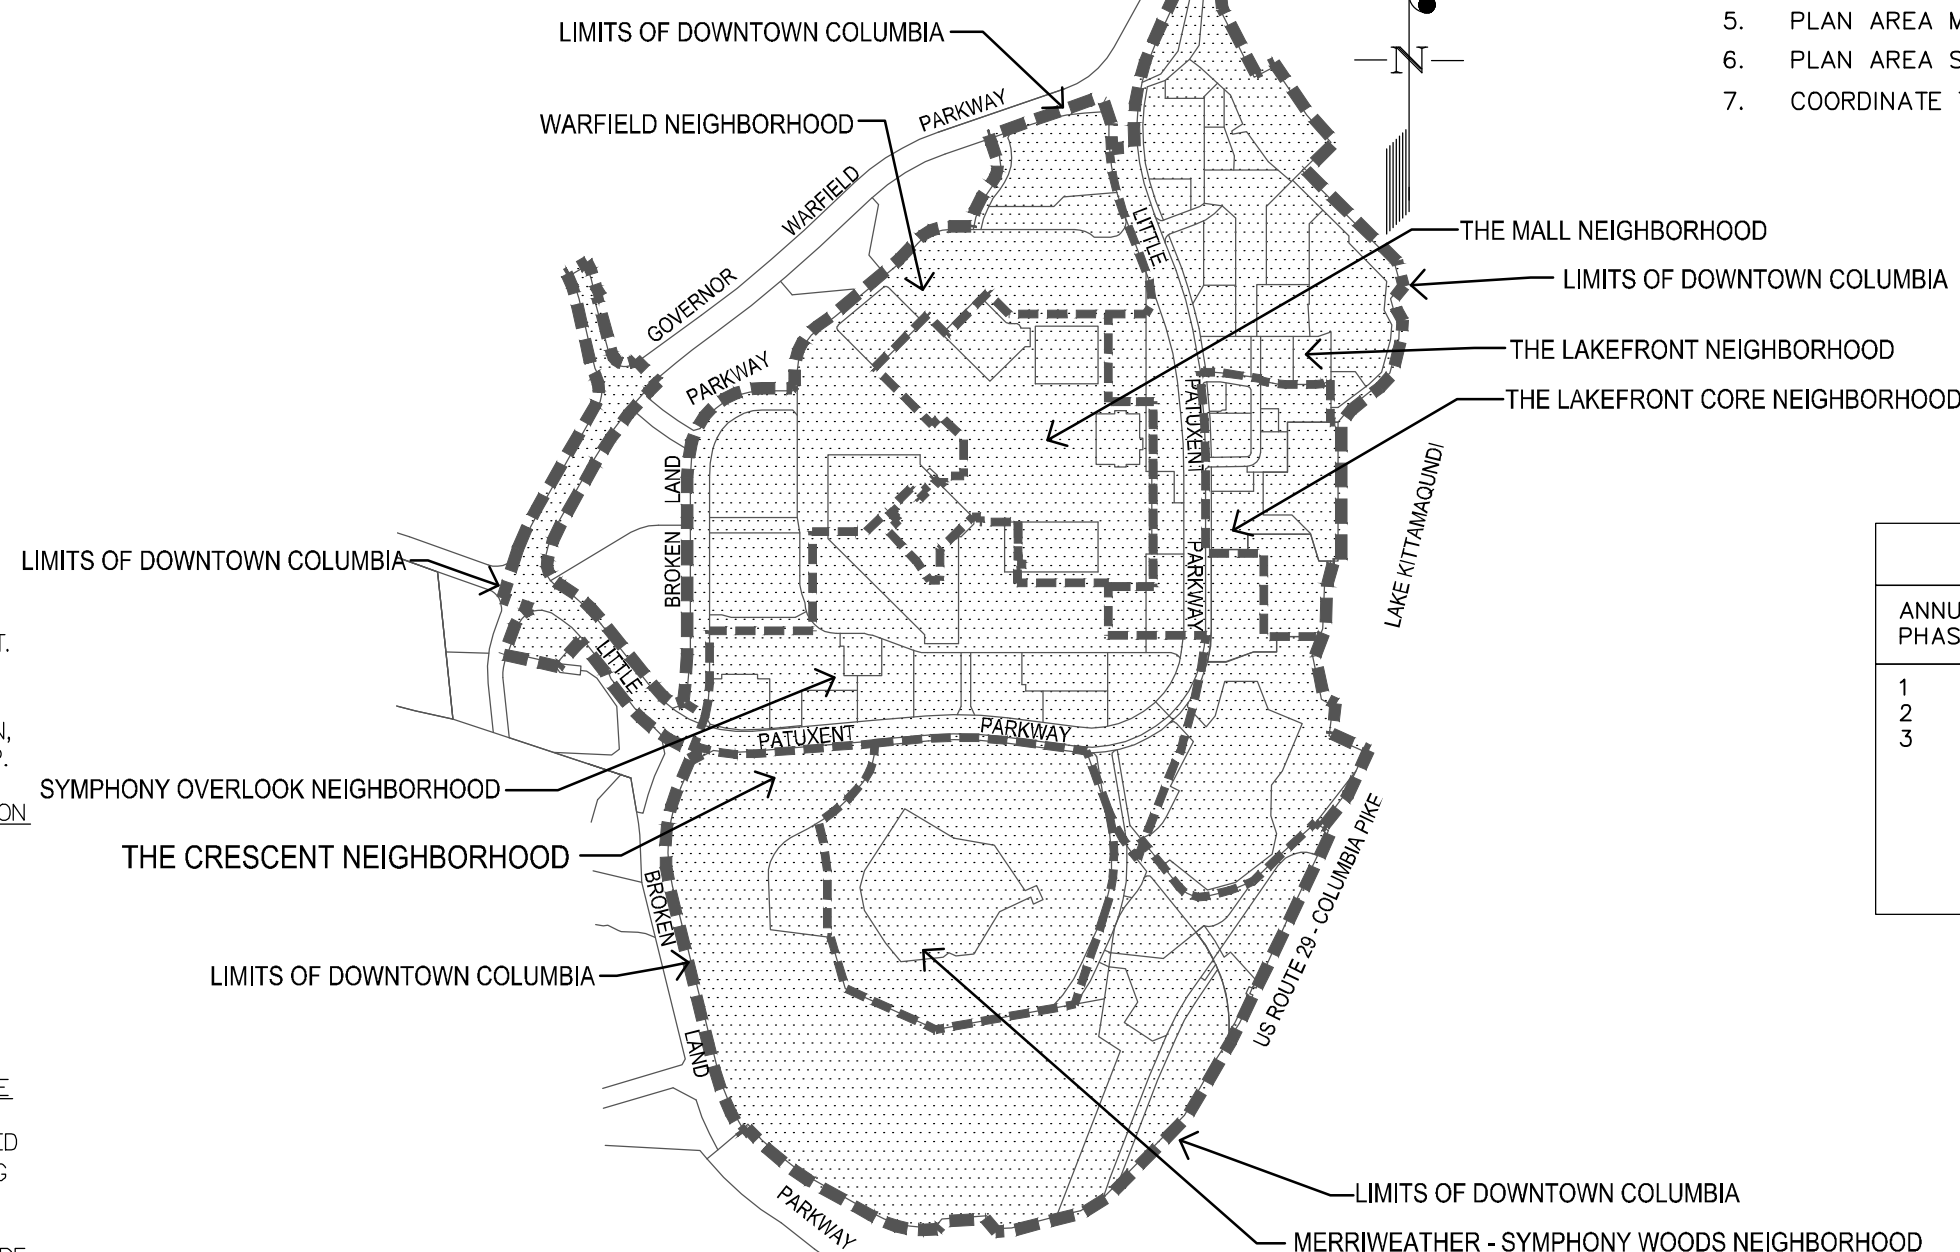 LIMITS OF DOWNTOWN COLUMBIA
WARFIELD NEIGHBORHOOD
N
5. PLAN AREA
6. PLAN AREA
7. COORDINATE
GOVERNOR
WARFIELD
PARKWAY
LITTLE
THE MALL NEIGHBORHOOD
LIMITS OF DOWNTOWN COLUMBIA
THE LAKEFRONT NEIGHBORHOOD
THE LAKEFRONT CORE NEIGHBORHOOD
PARKWAY
BROKEN LAND
PATUXENT
PARKWAY
LAKE KITTAMAQUNDI
LIMITS OF DOWNTOWN COLUMBIA
LITTLE
PATUXENT
PARKWAY
SYMPHONY OVERLOOK NEIGHBORHOOD
THE CRESCENT NEIGHBORHOOD
BROKEN
LAND
PARKWAY
LIMITS OF DOWNTOWN COLUMBIA
US ROUTE 29 - COLUMBIA PIKE
LIMITS OF DOWNTOWN COLUMBIA
MERRIWEATHER - SYMPHONY WOODS NEIGHBORHOOD
1
2
3